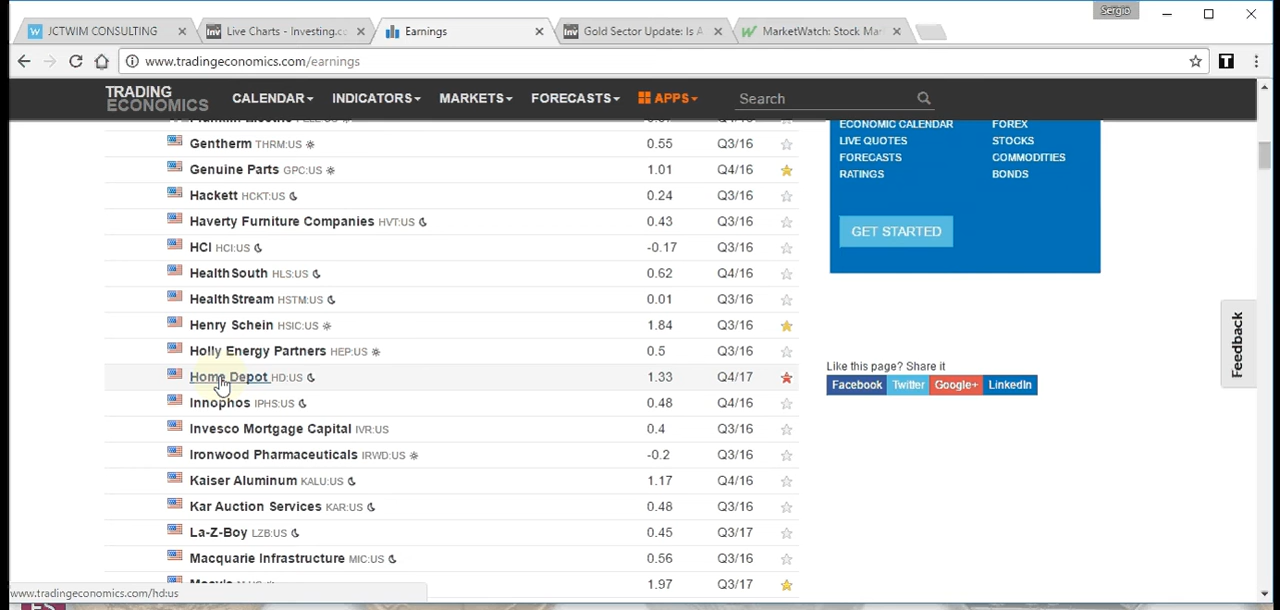 Sergio
JCTWIM CONSULTING
Live Charts - Investing.co
Earnings
Gold Sector Update: Is A
MarketWatch: Stock Mar
www.tradingeconomics.com/earnings
TRADING
ECONOMICS
CALENDAR
INDICATORS
MARKETS
FORECASTS
APPS
Search
Gentherm THRM:US 0.55 Q3/16
Genuine Parts GPC:US 1.01 Q4/16
Hackett HCKT:US 0.24 Q3/16
Haverty Furniture Companies HVT:US 0.43 Q3/16
HCI HCI:US -0.17 Q3/16
HealthSouth HLS:US 0.62 Q4/16
HealthStream HSTM:US 0.01 Q3/16
Henry Schein HSIC:US 1.84 Q3/16
Holly Energy Partners HEP:US 0.5 Q3/16
Home Depot HD:US 1.33 Q4/17
Innophos IPHS:US 0.48 Q4/16
Invesco Mortgage Capital IVR:US 0.4 Q3/16
Ironwood Pharmaceuticals IRWD:US -0.2 Q3/16
Kaiser Aluminum KALU:US 1.17 Q4/16
Kar Auction Services KAR:US 0.48 Q3/16
La-Z-Boy LZB:US 0.45 Q3/17
Macquarie Infrastructure MIC:US 0.56 Q3/16
1.97 Q3/17
ECONOMIC CALENDAR FOREX
LIVE QUOTES STOCKS
FORECASTS COMMODITIES
RATINGS BONDS
GET STARTED
Like this page? Share it
Facebook Twitter Google+ LinkedIn
Feedback
www.tradingeconomics.com/hd:us